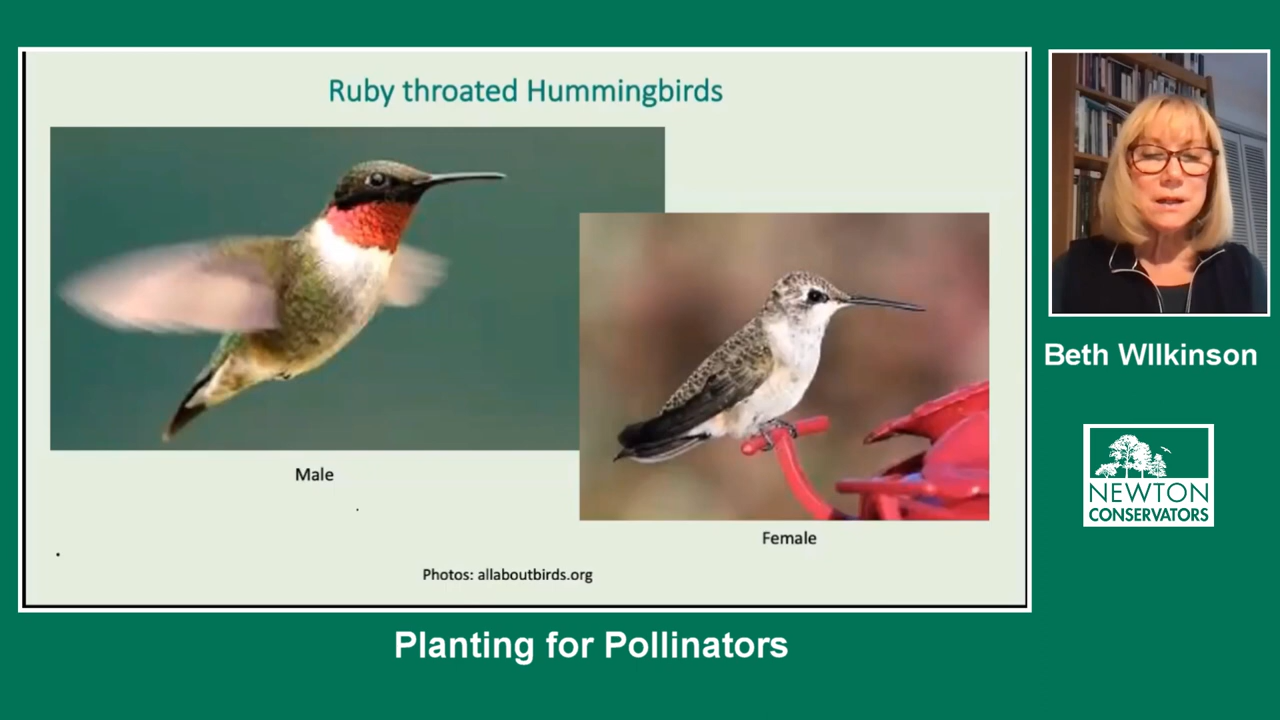 Ruby throated Hummingbirds
Male
Female
Photos: allaboutbirds.org
Beth WIlkinson
NEWTON
CONSERVATORS
Planting for Pollinators